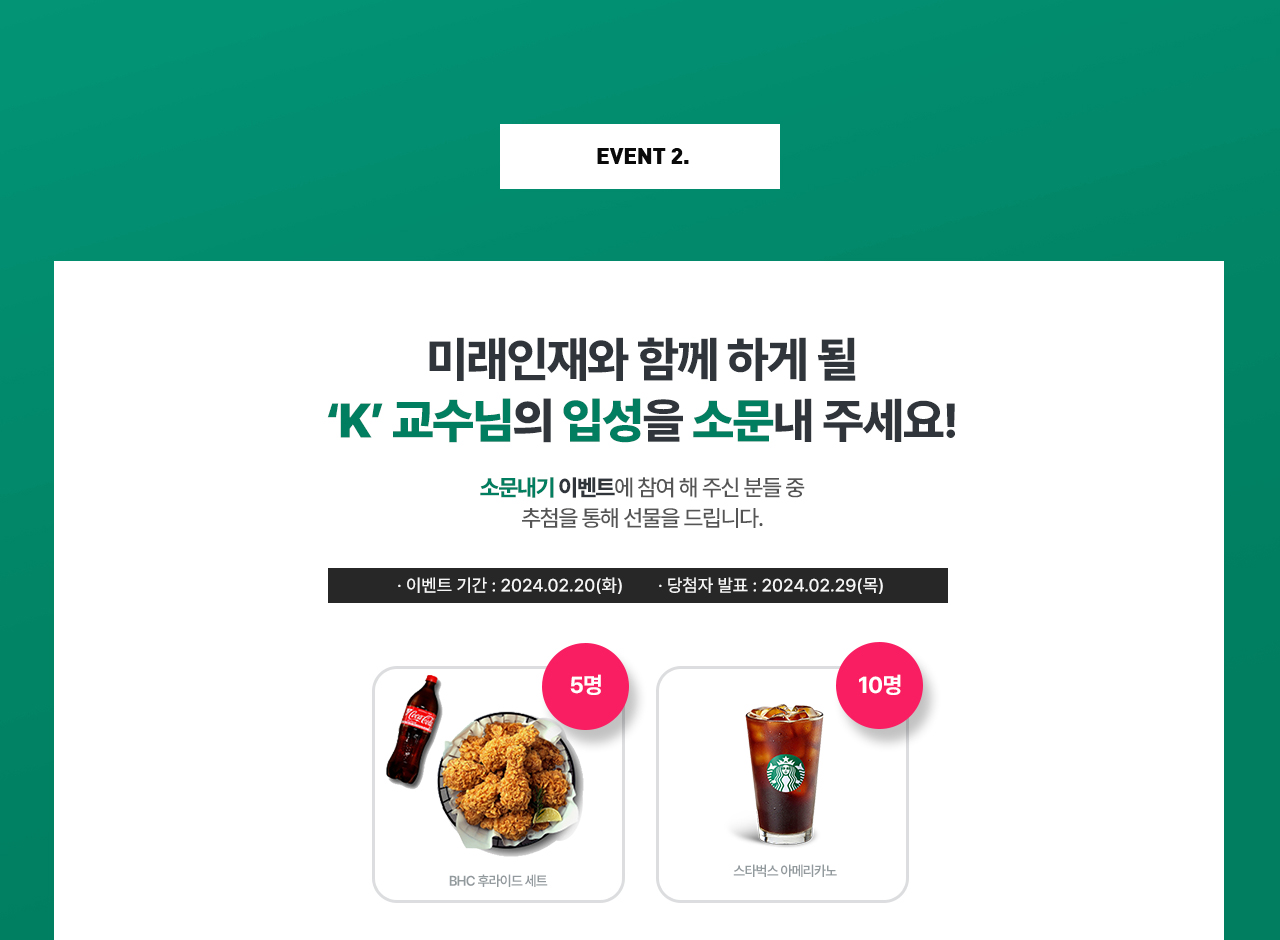 EVENT 2.
미래인재와 함께 하게 될
‘K’ 교수님의 입성을 소문내 주세요!
소문내기 이벤트에 참여 해 주신 분들 중
추첨을 통해 선물을 드립니다.
· 이벤트 기간 : 2024.02.20(화) · 당첨자 발표 : 2024.02.29(목)
5명
10명
Coca-Cola
BHC 후라이드 세트
스타벅스 아메리카노